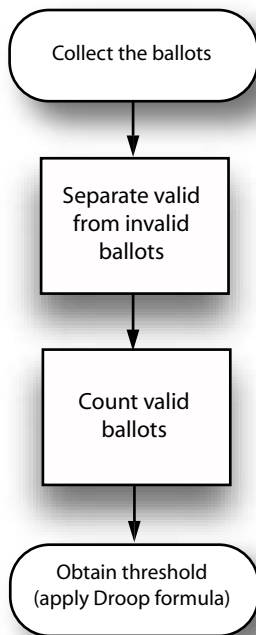 Collect the ballots
Separate valid
from invalid
ballots
Count valid
ballots
Obtain threshold
(apply Droop formula)